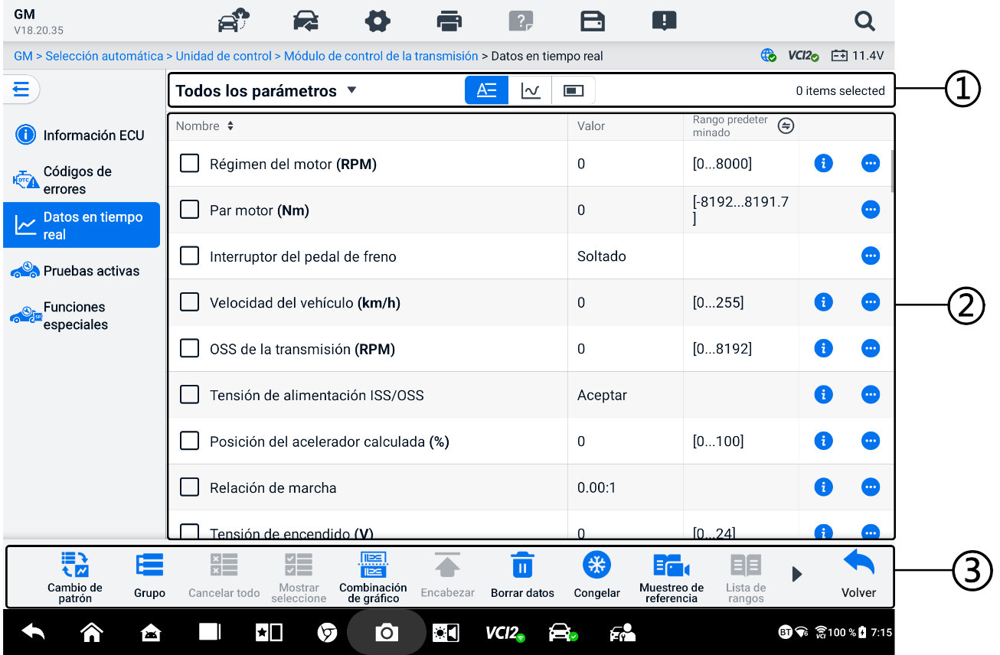 GM
V18.20.35
GM > Selección automática > Unidad de control > Módulo de control de la transmisión > Datos en tiempo real
VCI2
11.4V
Todos los parámetros
0 items selected
①
Información ECU
Códigos de
errores
DTC
Datos en tiempo
real
Pruebas activas
Funciones
especiales
SP
Nombre
Valor
Rango predeter
minado
Régimen del motor (RPM)
0
[0...8000]
Par motor (Nm)
0
[-8192...8191.7
]
Interruptor del pedal de freno
Soltado
Velocidad del vehículo (km/h)
0
[0...255]
②
OSS de la transmisión (RPM)
0
[0...8192]
Tensión de alimentación ISS/OSS
Aceptar
Posición del acelerador calculada (%)
0
[0...100]
Relación de marcha
0.00:1
Tensión de encendido (V)
0
[0...24]
Cambio de
patrón
Grupo
Cancelar todo
Mostrar
seleccione
Combinación
de gráfico
Encabezar
Borrar datos
Congelar
Muestreo de
referencia
Lista de
rangos
Volver
③
VCI2
BT
6
VCI
100 %
7:15